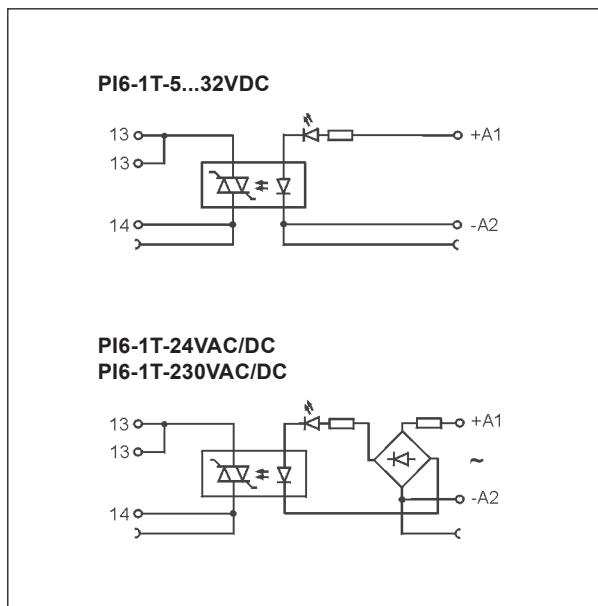 PI6-1T-5...32VDC
13
+A1
13
14
-A2
PI6-1T-24VAC/DC
PI6-1T-230VAC/DC
13
+A1
13
~
14
-A2